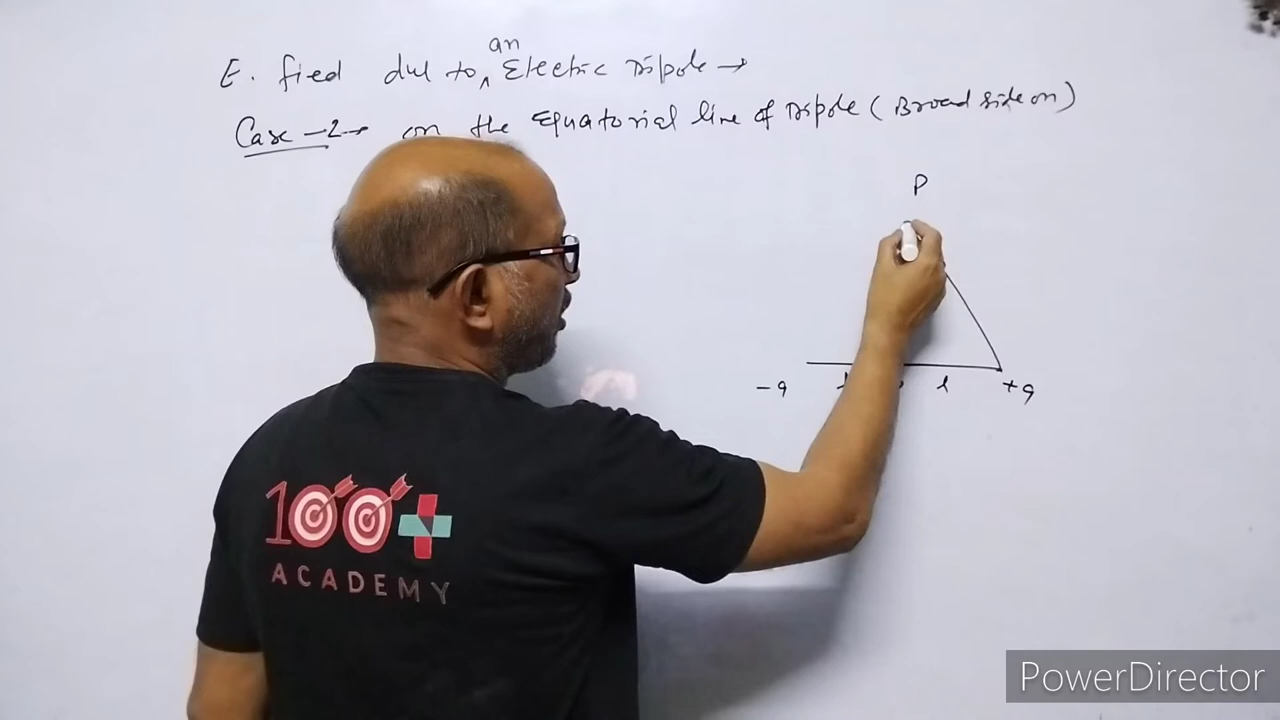 E. fied due to, an Electric Dipole →
Case-2→ on the Equatorial line of Dipole (Broad side on)
P
-q l l +q
100+
ACADEMY
PowerDirector